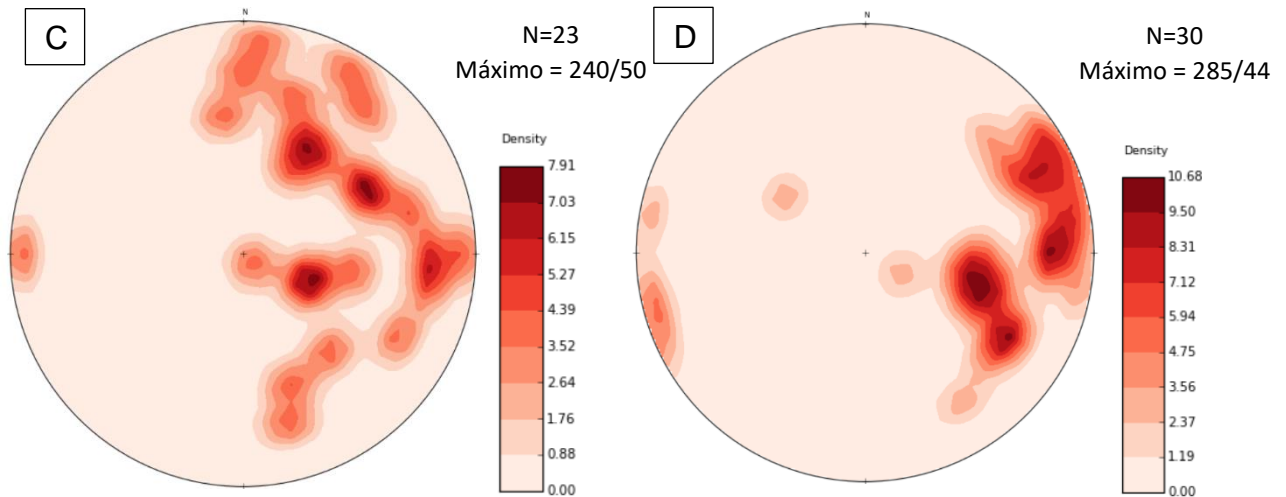 C
N
N=23
Máximo = 240/50
Density
7.91
7.03
6.15
5.27
4.39
3.52
2.64
1.76
0.88
0.00
D
N
N=30
Máximo = 285/44
Density
10.68
9.50
8.31
7.12
5.94
4.75
3.56
2.37
1.19
0.00